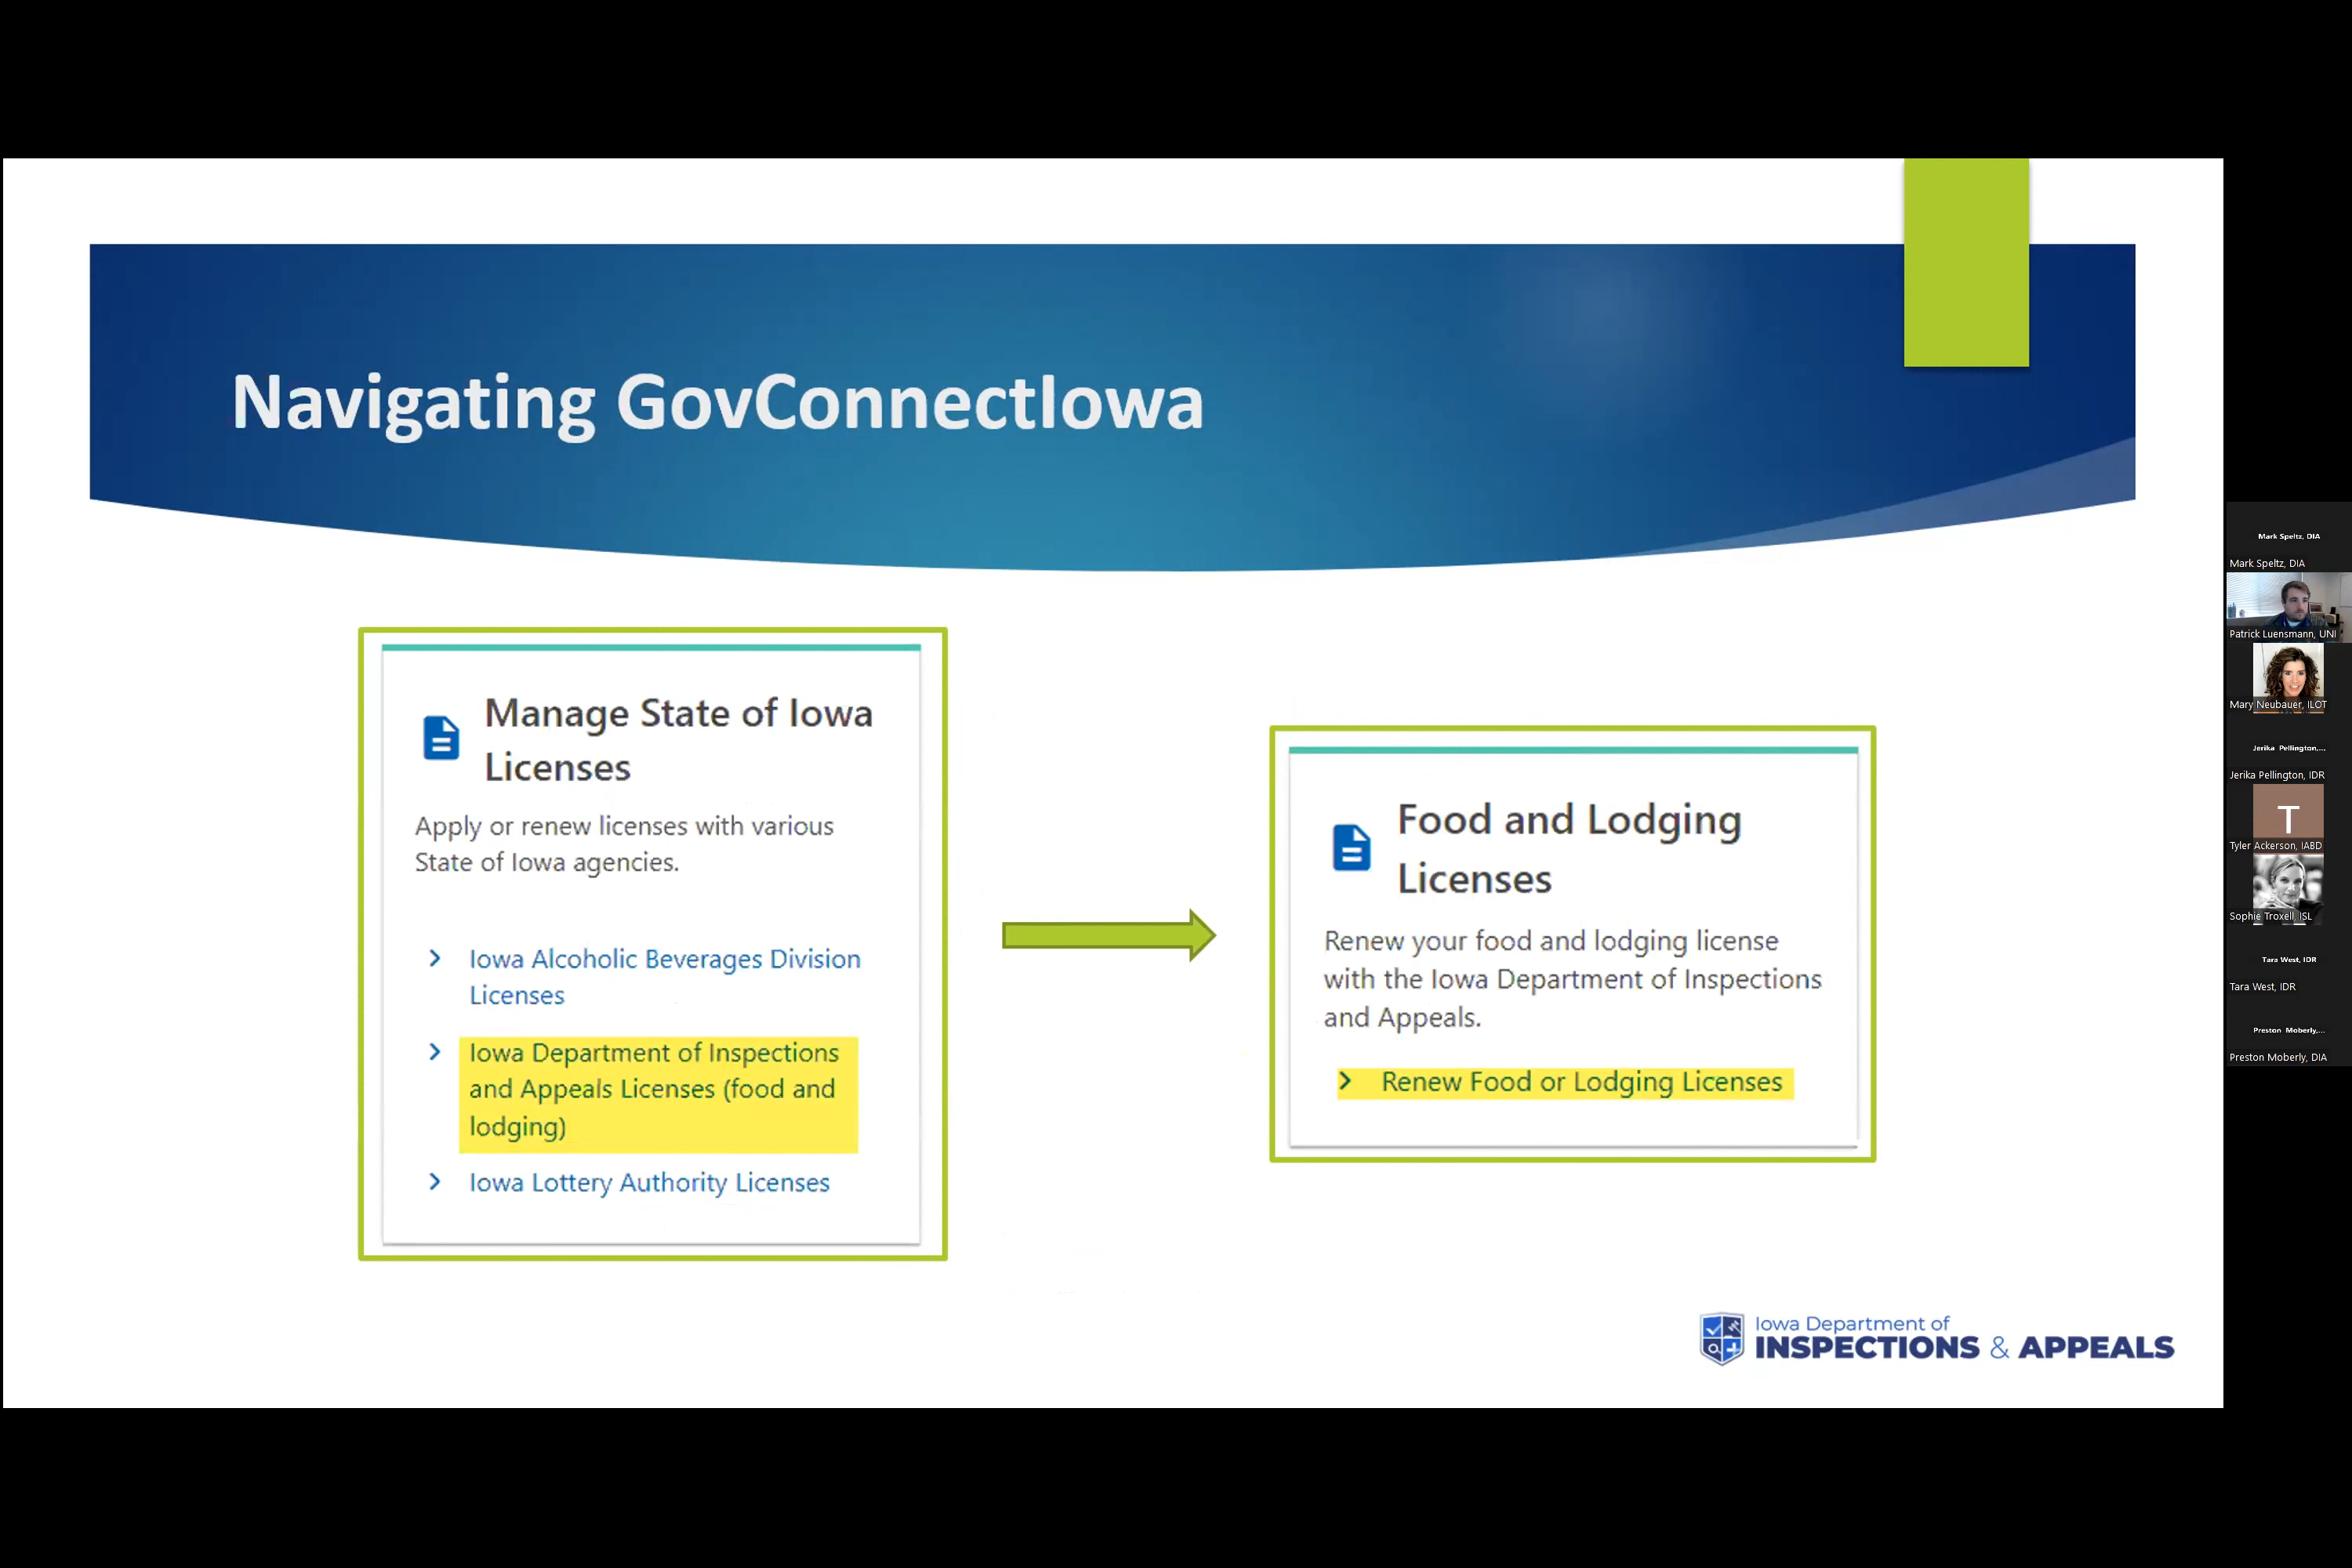 Navigating GovConnectIowa
Manage State of Iowa
Licenses
Apply or renew licenses with various
State of Iowa agencies.
Iowa Alcoholic Beverages Division
Licenses
Iowa Department of Inspections
and Appeals Licenses (food and
lodging)
Iowa Lottery Authority Licenses
Food and Lodging
Licenses
Renew your food and lodging license
with the Iowa Department of Inspections
and Appeals.
Renew Food or Lodging Licenses
Iowa Department of
INSPECTIONS & APPEALS
Mark Speltz, DIA
Mark Speltz, DIA
Patrick Luensmann, UNI
Mary Neubauer, ILOT
Jerika Pellington,...
Jerika Pellington, IDR
T
Tyler Ackerson, IABD
Sophie Troxell, ISL
Tara West, IDR
Tara West, IDR
Preston Moberly,...
Preston Moberly, DIA